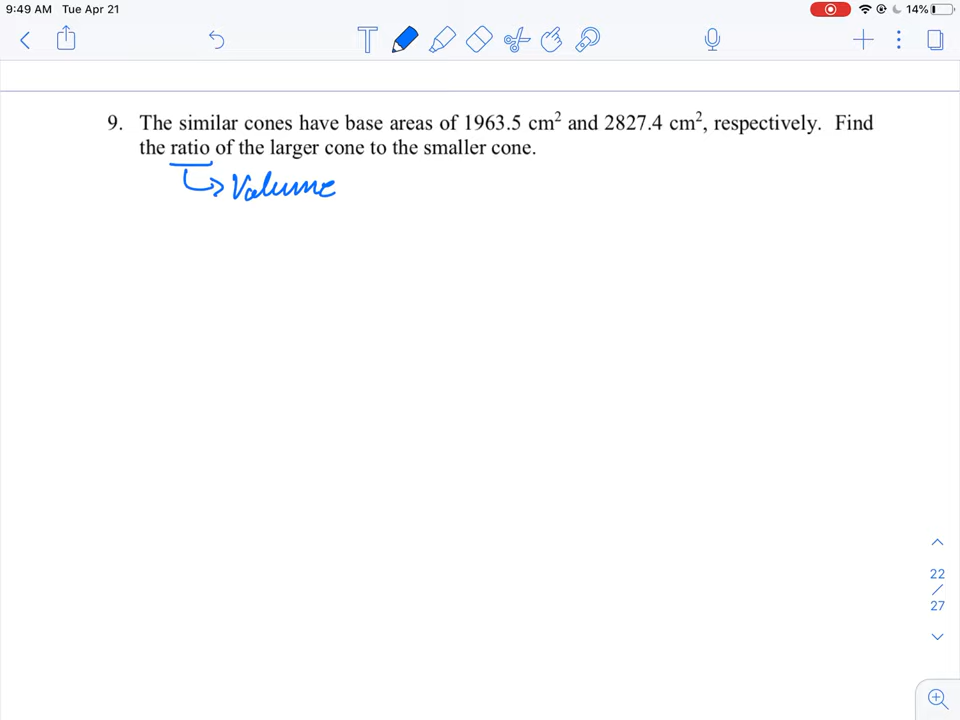 9:49 AM Tue Apr 21
14%
T
9. The similar cones have base areas of 1963.5 cm² and 2827.4 cm², respectively. Find
the ratio of the larger cone to the smaller cone.
Volume
22
/
27